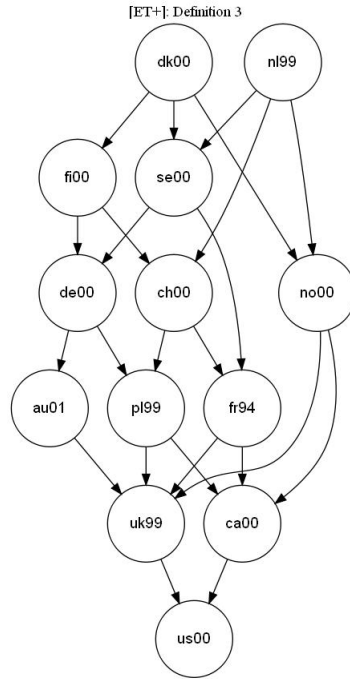 [ET+]: Definition 3
dk00 nl99
fi00 se00
de00 ch00 no00
au01 pl99 fr94
uk99 ca00
us00